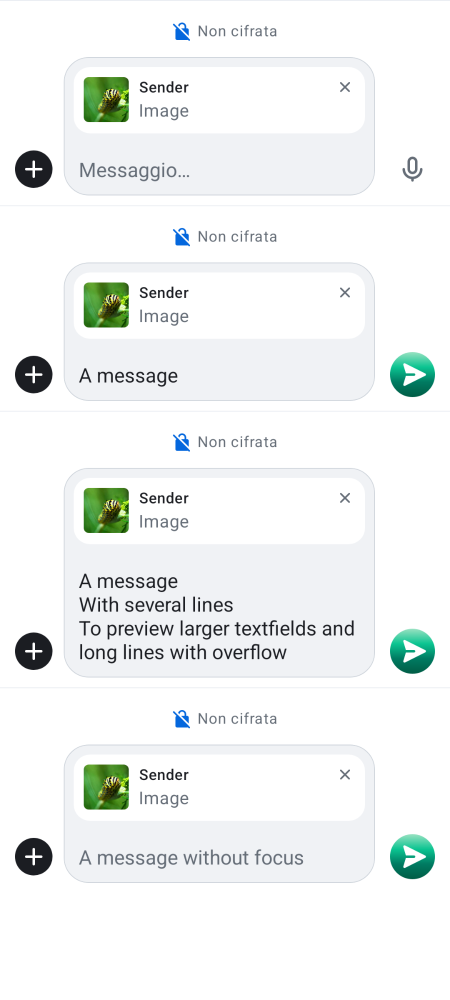 Non cifrata
Sender
Image
Messaggio…
Non cifrata
Sender
Image
A message
Non cifrata
Sender
Image
A message
With several lines
To preview larger textfields and
long lines with overflow
Non cifrata
Sender
Image
A message without focus